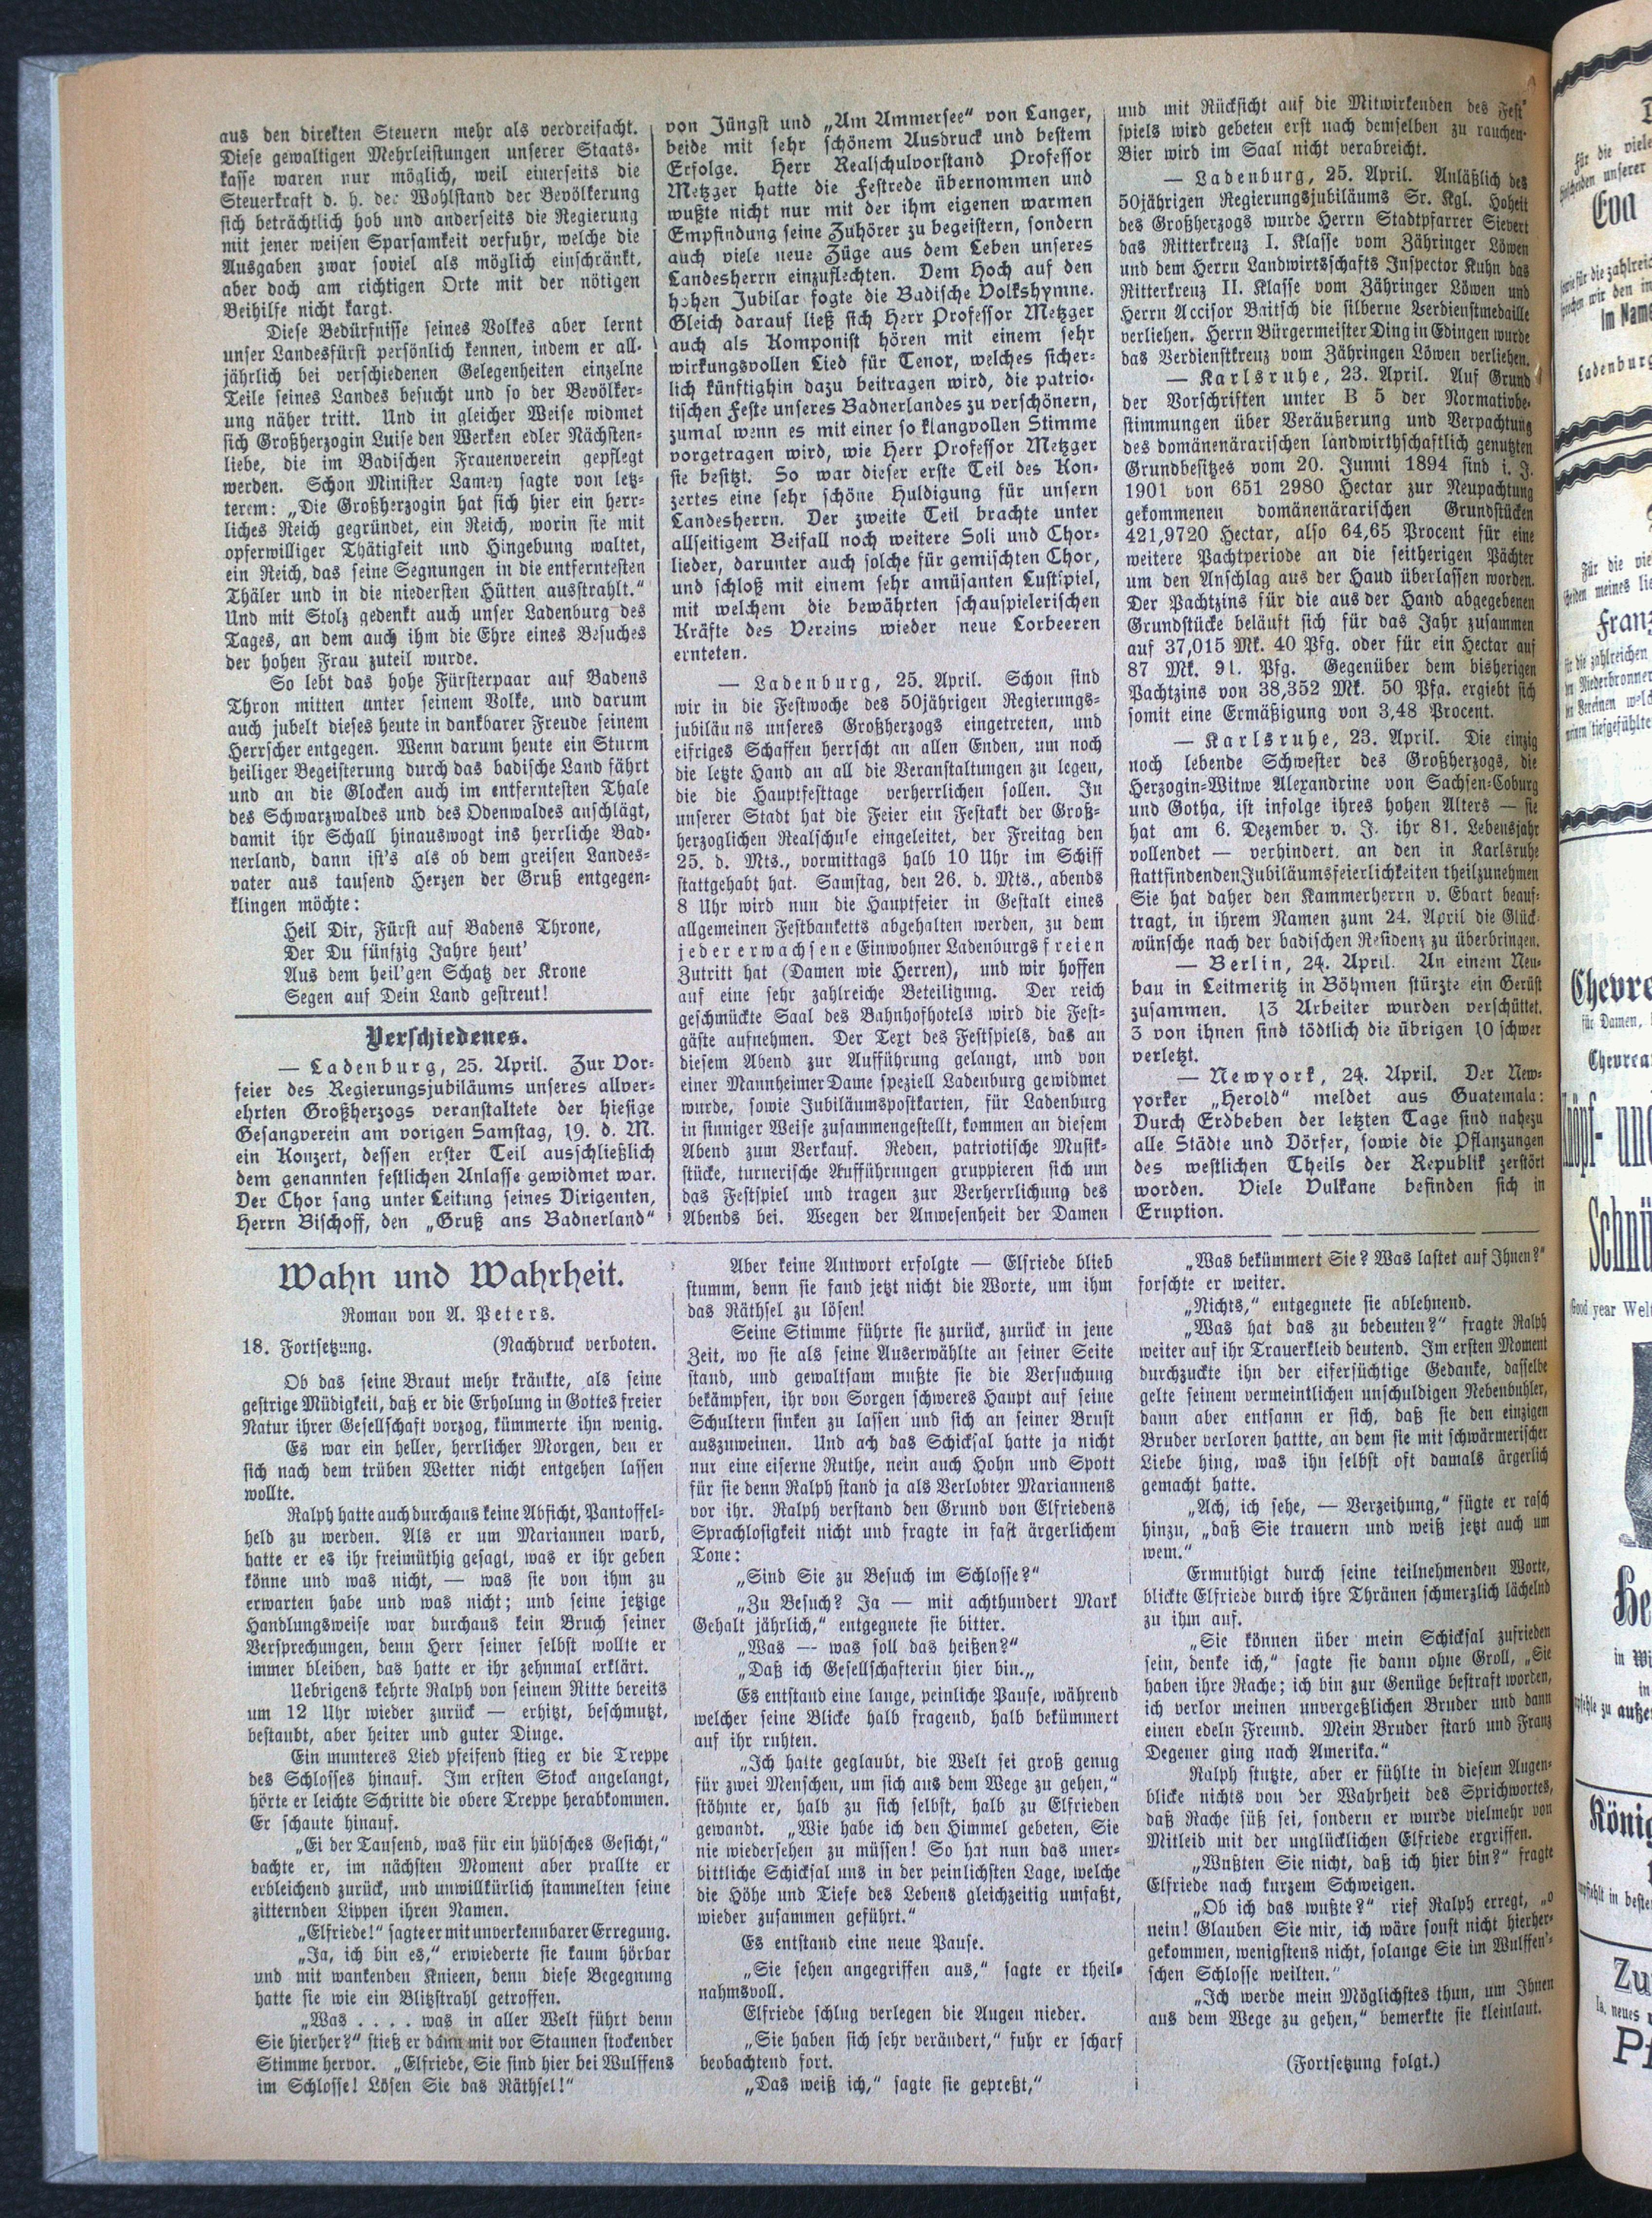 aus den direkten Steuern mehr als verdreifacht.
Diese gewaltigen Mehrleistungen unserer Staats-
kasse waren nur möglich, weil einerseits die
Steuerkraft d. h. der Wohlstand der Bevölkerung
sich beträchtlich hob und anderseits die Regierung
mit jener weisen Sparsamkeit verfuhr, welche die
Ausgaben zwar soviel als möglich einschränkt,
aber doch am richtigen Orte mit der nötigen
Beihilfe nicht kargt.
Diese Bedürfnisse seines Volkes aber lernt
unser Landesfürst persönlich kennen, indem er all-
jährlich bei verschiedenen Gelegenheiten einzelne
Teile seines Landes besucht und so der Bevölker-
ung näher tritt. Und in gleicher Weise widmet
sich Großherzogin Luise den Werken edler Nächsten-
liebe, die im Badischen Frauenverein gepflegt
werden. Schon Minister Lamey sagte von letz-
terem: „Die Großherzogin hat sich hier ein herr-
liches Reich gegründet, ein Reich, worin sie mit
opferwilliger Thätigkeit und Hingebung waltet,
ein Reich, das seine Segnungen in die entferntesten
Thäler und in die niedersten Hütten ausstrahlt.“
Und mit Stolz gedenkt auch unser Ladenburg des
Tages, an dem auch ihm die Ehre eines Besuches
der hohen Frau zuteil wurde.
So lebt das hohe Fürsterpaar auf Badens
Thron mitten unter seinem Volke, und darum
auch jubelt dieses heute in dankbarer Freude seinem
Herrscher entgegen. Wenn darum heute ein Sturm
heiliger Begeisterung durch das badische Land fährt
und an die Glocken auch im entferntesten Thale
des Schwarzwaldes und des Odenwaldes anschlägt,
damit ihr Schall hinauswogt ins herrliche Bad-
nerland, dann ist's als ob dem greisen Landes-
vater aus tausend Herzen der Gruß entgegen-
klingen möchte:
Heil Dir, Fürst auf Badens Throne,
Der Du fünfzig Jahre heut'
Aus dem heil'gen Schatz der Krone
Segen auf Dein Land gestreut!
Verschiedenes.
— Ladenburg, 25. April. Zur Vor-
feier des Regierungsjubiläums unseres allver-
ehrten Großherzogs veranstaltete der hiesige
Gesangverein am vorigen Samstag, 19. d. M.
ein Konzert, dessen erster Teil ausschließlich
dem genannten festlichen Anlasse gewidmet war.
Der Chor sang unter Leitung seines Dirigenten,
Herrn Bischoff, den „Gruß ans Badnerland“
von Jüngst und „Am Ammersee“ von Langer,
beide mit sehr schönem Ausdruck und bestem
Erfolge. Herr Realschulvorstand Professor
Metzger hatte die Festrede übernommen und
wußte nicht nur mit der ihm eigenen warmen
Empfindung seine Zuhörer zu begeistern, sondern
auch viele neue Züge aus dem Leben unseres
Landesherrn einzuflechten. Dem Hoch auf den
hohen Jubilar fogte die Badische Volkshymne.
Gleich darauf ließ sich Herr Professor Metzger
auch als Komponist hören mit einem sehr
wirkungsvollen Lied für Tenor, welches sicher-
lich künftighin dazu beitragen wird, die patrio-
tischen Feste unseres Badnerlandes zu verschönern,
zumal wenn es mit einer so klangvollen Stimme
vorgetragen wird, wie Herr Professor Metzger
sie besitzt. So war dieser erste Teil des Kon-
zertes eine sehr schöne Huldigung für unsern
Landesherrn. Der zweite Teil brachte unter
allseitigem Beifall noch weitere Soli und Chor-
lieder, darunter auch solche für gemischten Chor,
und schloß mit einem sehr amüsanten Lustspiel,
mit welchem die bewährten schauspielerischen
Kräfte des Vereins wieder neue Lorbeeren
ernteten.
— Ladenburg, 25. April. Schon sind
wir in die Festwoche des 50jährigen Regierungs-
jubiläuns unseres Großherzogs eingetreten, und
eifriges Schaffen herrscht an allen Enden, um noch
die letzte Hand an all die Veranstaltungen zu legen,
die die Hauptfesttage verherrlichen sollen. In
unserer Stadt hat die Feier ein Festakt der Groß-
herzoglichen Realschule eingeleitet, der Freitag den
25. d. Mts., vormittags halb 10 Uhr im Schiff
stattgehabt hat. Samstag, den 26. d. Mts., abends
8 Uhr wird nun die Hauptfeier in Gestalt eines
allgemeinen Festbanketts abgehalten werden, zu dem
jeder erwachsene Einwohner Ladenburgs freien
Zutritt hat (Damen wie Herren), und wir hoffen
auf eine sehr zahlreiche Beteiligung. Der reich
geschmückte Saal des Bahnhofhotels wird die Fest-
gäste aufnehmen. Der Text des Festspiels, das an
diesem Abend zur Aufführung gelangt, und von
einer Mannheimer Dame speziell Ladenburg gewidmet
wurde, sowie Jubiläumspostkarten, für Ladenburg
in sinniger Weise zusammengestellt, kommen an diesem
Abend zum Verkauf. Reden, patriotische Musik-
stücke, turnerische Aufführungen gruppieren sich um
das Festspiel und tragen zur Verherrlichung des
Abends bei. Wegen der Anwesenheit der Damen
und mit Rücksicht auf die Mitwirkenden des Fest-
spiels wird gebeten erst nach demselben zu rauchen.
Bier wird im Saal nicht verabreicht.
— Ladenburg, 25. April. Anläßlich des
50jährigen Regierungsjubiläums Sr. Kgl. Hoheit
des Großherzogs wurde Herrn Stadtpfarrer Sievert
das Ritterkreuz I. Klasse vom Zähringer Löwen
und dem Herrn Landwirtsschafts Inspector Kuhn das
Ritterkreuz II. Klasse vom Zähringer Löwen und
Herrn Accisor Baitsch die silberne Verdienstmedaille
verliehen. Herrn Bürgermeister Ding in Edingen wurde
das Verdienstkreuz vom Zähringen Löwen verliehen.
— Karlsruhe, 23. April. Auf Grund
der Vorschriften unter B 5 der Normativbe-
stimmungen über Veräußerung und Verpachtung
des domänenärarischen landwirthschaftlich genutzten
Grundbesitzes vom 20. Junni 1894 sind i. J.
1901 von 651 2980 Hectar zur Neupachtung
gekommenen domänenärarischen Grundstücken
421,9720 Hectar, also 64,65 Procent für eine
weitere Pachtperiode an die seitherigen Pächter
um den Anschlag aus der Haud überlassen worden.
Der Pachtzins für die aus der Hand abgegebenen
Grundstücke beläuft sich für das Jahr zusammen
auf 37,015 Mk. 40 Pfg. oder für ein Hectar auf
87 Mk. 91. Pfg. Gegenüber dem bisherigen
Pachtzins von 38,352 Mk. 50 Pfg. ergiebt sich
somit eine Ermäßigung von 3,48 Procent.
— Karlsruhe, 23. April. Die einzig
noch lebende Schwester des Großherzogs, die
Herzogin-Witwe Alexandrine von Sachsen-Coburg
und Gotha, ist infolge ihres hohen Alters — sie
hat am 6. Dezember v. J. ihr 81. Lebensjahr
vollendet — verhindert, an den in Karlsruhe
stattfindenden Jubiläumsfeierlichkeiten theilzunehmen
Sie hat daher den Kammerherrn v. Ebart beauf-
tragt, in ihrem Namen zum 24. April die Glück-
wünsche nach der badischen Residenz zu überbringen.
— Berlin, 24. April. An einem Neu-
bau in Leitmeritz in Böhmen stürzte ein Gerüst
zusammen. 13 Arbeiter wurden verschüttet.
3 von ihnen sind tödtlich die übrigen 10 schwer
verletzt.
— Newyork, 24. April. Der New-
yorker „Herold“ meldet aus Guatemala:
Durch Erdbeben der letzten Tage sind nahezu
alle Städte und Dörfer, sowie die Pflanzungen
des westlichen Theils der Republik zerstört
worden. Viele Vulkane befinden sich in
Eruption.
Wahn und Wahrheit.
Roman von A. Peters.
18. Fortsetzung. (Nachdruck verboten.
Ob das seine Braut mehr kränkte, als seine
gestrige Müdigkeit, daß er die Erholung in Gottes freier
Natur ihrer Gesellschaft vorzog, kümmerte ihn wenig.
Es war ein heller, herrlicher Morgen, den er
sich nach dem trüben Wetter nicht entgehen lassen
wollte.
Ralph hatte auch durchaus keine Absicht, Pantoffel-
held zu werden. Als er um Mariannen warb,
hatte er es ihr freimüthig gesagt, was er ihr geben
könne und was nicht, — was sie von ihm zu
erwarten habe und was nicht; und seine jetzige
Handlungsweise war durchaus kein Bruch seiner
Versprechungen, denn Herr seiner selbst wollte er
immer bleiben, das hatte er ihr zehnmal erklärt.
Uebrigens kehrte Ralph von seinem Ritte bereits
um 12 Uhr wieder zurück — erhitzt, beschmutzt,
bestaubt, aber heiter und guter Dinge.
Ein munteres Lied pfeifend stieg er die Treppe
des Schlosses hinauf. Im ersten Stock angelangt,
hörte er leichte Schritte die obere Treppe herabkommen.
Er schaute hinauf.
„Ei der Tausend, was für ein hübsches Gesicht,“
dachte er, im nächsten Moment aber prallte er
erbleichend zurück, und unwillkürlich stammelten seine
zitternden Lippen ihren Namen.
„Elfriede!“ sagte er mit unverkennbarer Erregung.
„Ja, ich bin es,“ erwiederte sie kaum hörbar
und mit wankenden Knieen, denn diese Begegnung
hatte sie wie ein Blitzstrahl getroffen.
„Was . . . . was in aller Welt führt denn
Sie hierher?“ stieß er dann mit vor Staunen stockender
Stimme hervor. „Elfriede, Sie sind hier bei Wulffens
im Schlosse! Lösen Sie das Räthsel!“
Aber keine Antwort erfolgte — Elfriede blieb
stumm, denn sie fand jetzt nicht die Worte, um ihm
das Räthsel zu lösen!
Seine Stimme führte sie zurück, zurück in jene
Zeit, wo sie als seine Auserwählte an seiner Seite
stand, und gewaltsam mußte sie die Versuchung
bekämpfen, ihr von Sorgen schweres Haupt auf seine
Schultern sinken zu lassen und sich an seiner Brust
auszuweinen. Und ach das Schicksal hatte ja nicht
nur eine eiserne Ruthe, nein auch Hohn und Spott
für sie denn Ralph stand ja als Verlobter Mariannens
vor ihr. Ralph verstand den Grund von Elfriedens
Sprachlosigkeit nicht und fragte in fast ärgerlichem
Tone:
„Sind Sie zu Besuch im Schlosse?“
„Zu Besuch? Ja — mit achthundert Mark
Gehalt jährlich,“ entgegnete sie bitter.
„Was — was soll das heißen?“
„Daß ich Gesellschafterin hier bin.„
Es entstand eine lange, peinliche Pause, während
welcher seine Blicke halb fragend, halb bekümmert
auf ihr ruhten.
„Ich hatte geglaubt, die Welt sei groß genug
für zwei Menschen, um sich aus dem Wege zu gehen,“
stöhnte er, halb zu sich selbst, halb zu Elfrieden
gewandt. „Wie habe ich den Himmel gebeten, Sie
nie wiedersehen zu müssen! So hat nun das uner-
bittliche Schicksal uns in der peinlichsten Lage, welche
die Höhe und Tiefe des Lebens gleichzeitig umfaßt,
wieder zusammen geführt.“
Es entstand eine neue Pause.
„Sie sehen angegriffen aus,“ sagte er theil-
nahmsvoll.
Elfriede schlug verlegen die Augen nieder.
„Sie haben sich sehr verändert,“ fuhr er scharf
beobachtend fort.
„Das weiß ich,“ sagte sie gepreßt,“
„Was bekümmert Sie? Was lastet auf Ihnen?“
forschte er weiter.
„Nichts,“ entgegnete sie ablehnend.
„Was hat das zu bedeuten?“ fragte Ralph
weiter auf ihr Trauerkleid deutend. Im ersten Moment
durchzuckte ihn der eifersüchtige Gedanke, dasselbe
gelte seinem vermeintlichen unschuldigen Nebenbuhler,
dann aber entsann er sich, daß sie den einzigen
Bruder verloren hattte, an dem sie mit schwärmerischer
Liebe hing, was ihn selbst oft damals ärgerlich
gemacht hatte.
„Ach, ich sehe, — Verzeihung,“ fügte er rasch
hinzu, „daß Sie trauern und weiß jetzt auch um
wem.“
Ermuthigt durch seine teilnehmenden Worte,
blickte Elfriede durch ihre Thränen schmerzlich lächelnd
zu ihm auf.
„Sie können über mein Schicksal zufrieden
sein, denke ich,“ sagte sie dann ohne Groll, „Sie
haben ihre Rache; ich bin zur Genüge bestraft worden,
ich verlor meinen unvergeßlichen Bruder und dann
einen edeln Freund. Mein Bruder starb und Franz
Degener ging nach Amerika.“
Ralph stutzte, aber er fühlte in diesem Augen-
blicke nichts von der Wahrheit des Sprichwortes,
daß Rache süß sei, sondern er wurde vielmehr von
Mitleid mit der unglücklichen Elfriede ergriffen.
„Wußten Sie nicht, daß ich hier bin?“ fragte
Elfriede nach kurzem Schweigen.
„Ob ich das wußte?“ rief Ralph erregt, „o
nein! Glauben Sie mir, ich wäre sonst nicht hierher-
gekommen, wenigstens nicht, solange Sie im Wulffen'-
schen Schlosse weilten.“
„Ich werde mein Möglichstes thun, um Ihnen
aus dem Wege zu gehen,“ bemerkte sie kleinlaut.
(Fortsetzung folgt.)
Für die viele
unserer
Eva
für die zahlreic
wir den in
Im Name
Ladenburg
Für die vie
meines lie
Franz
die zahlreichen
Niederbronner
Vereinen welc
tiefgefühlte
Chevre
für Damen,
Chevrea
Knöpf- und
Schnü
Good year Welt
He
in Wi
in
zu auße
König
in beste
Zu
Ia. neues
Pf